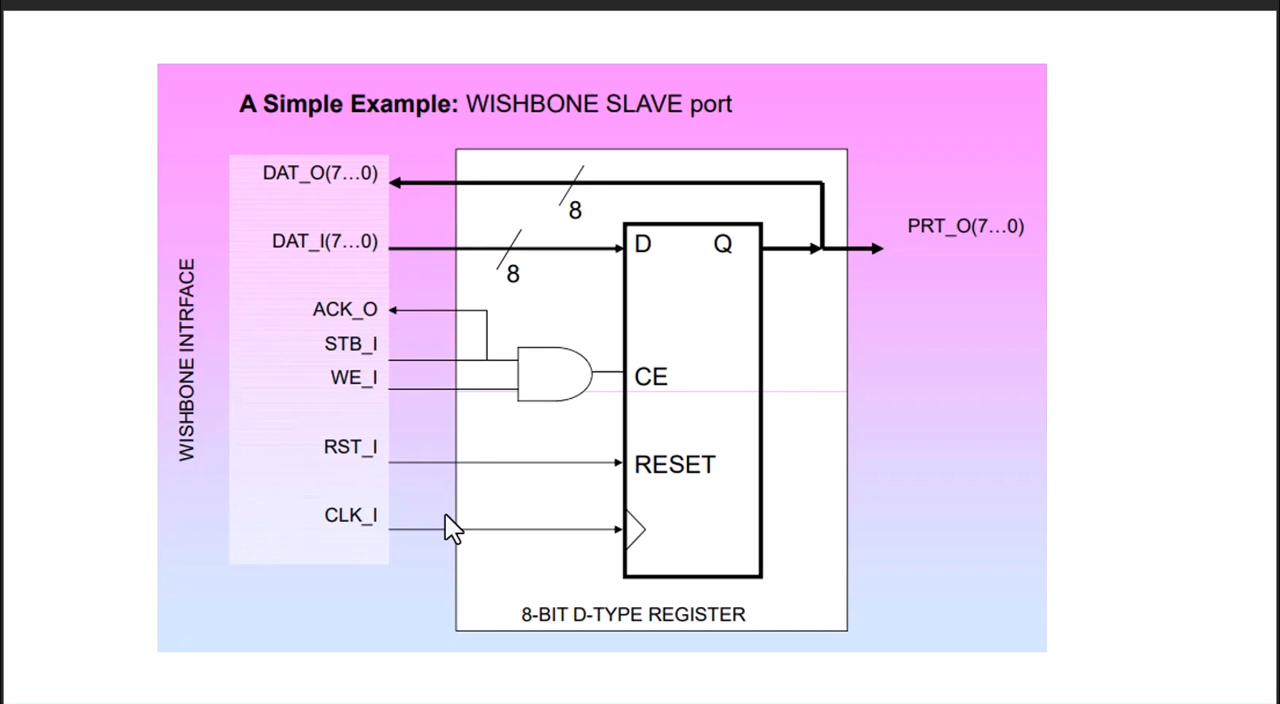 A Simple Example: WISHBONE SLAVE port
DAT_O(7...0)
8
PRT_O(7...0)
DAT_I(7...0)
D
Q
8
WISHBONE INTRFACE
ACK_O
STB_I
WE_I
CE
RST_I
RESET
CLK_I
8-BIT D-TYPE REGISTER